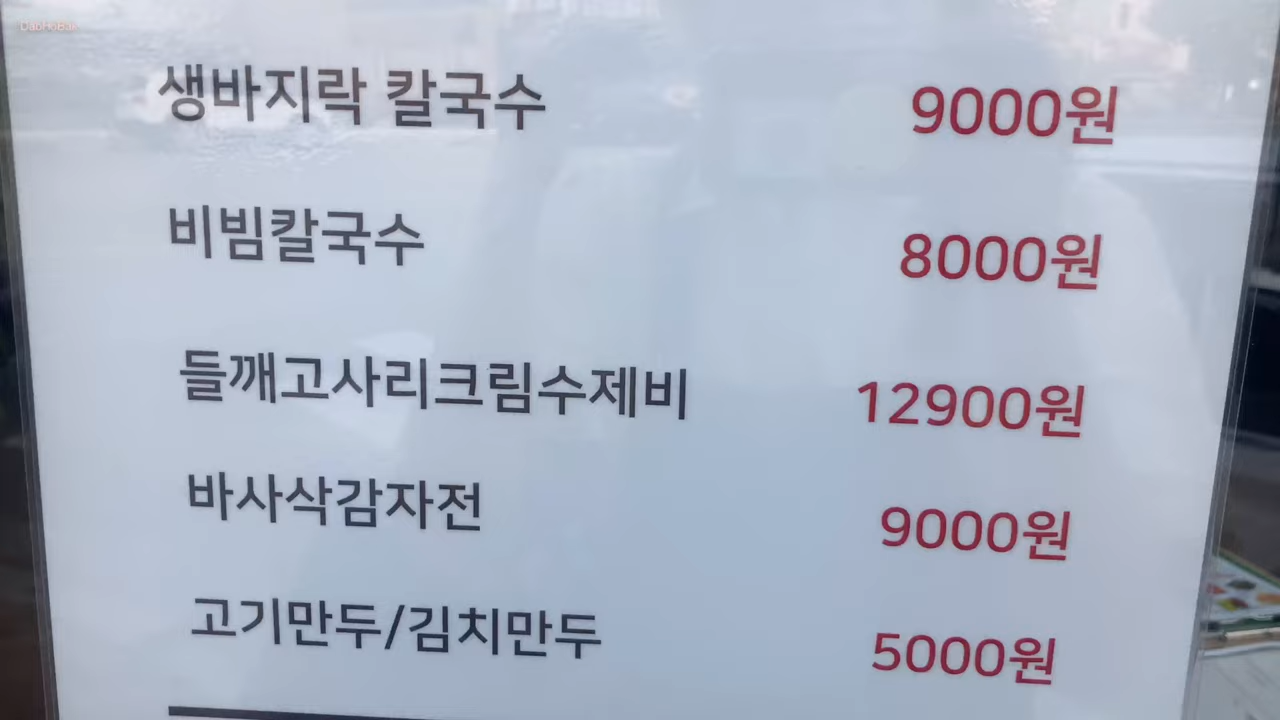 DaoHoBak
생바지락 칼국수 9000원
비빔칼국수 8000원
들깨고사리크림수제비 12900원
바사삭감자전 9000원
고기만두/김치만두 5000원